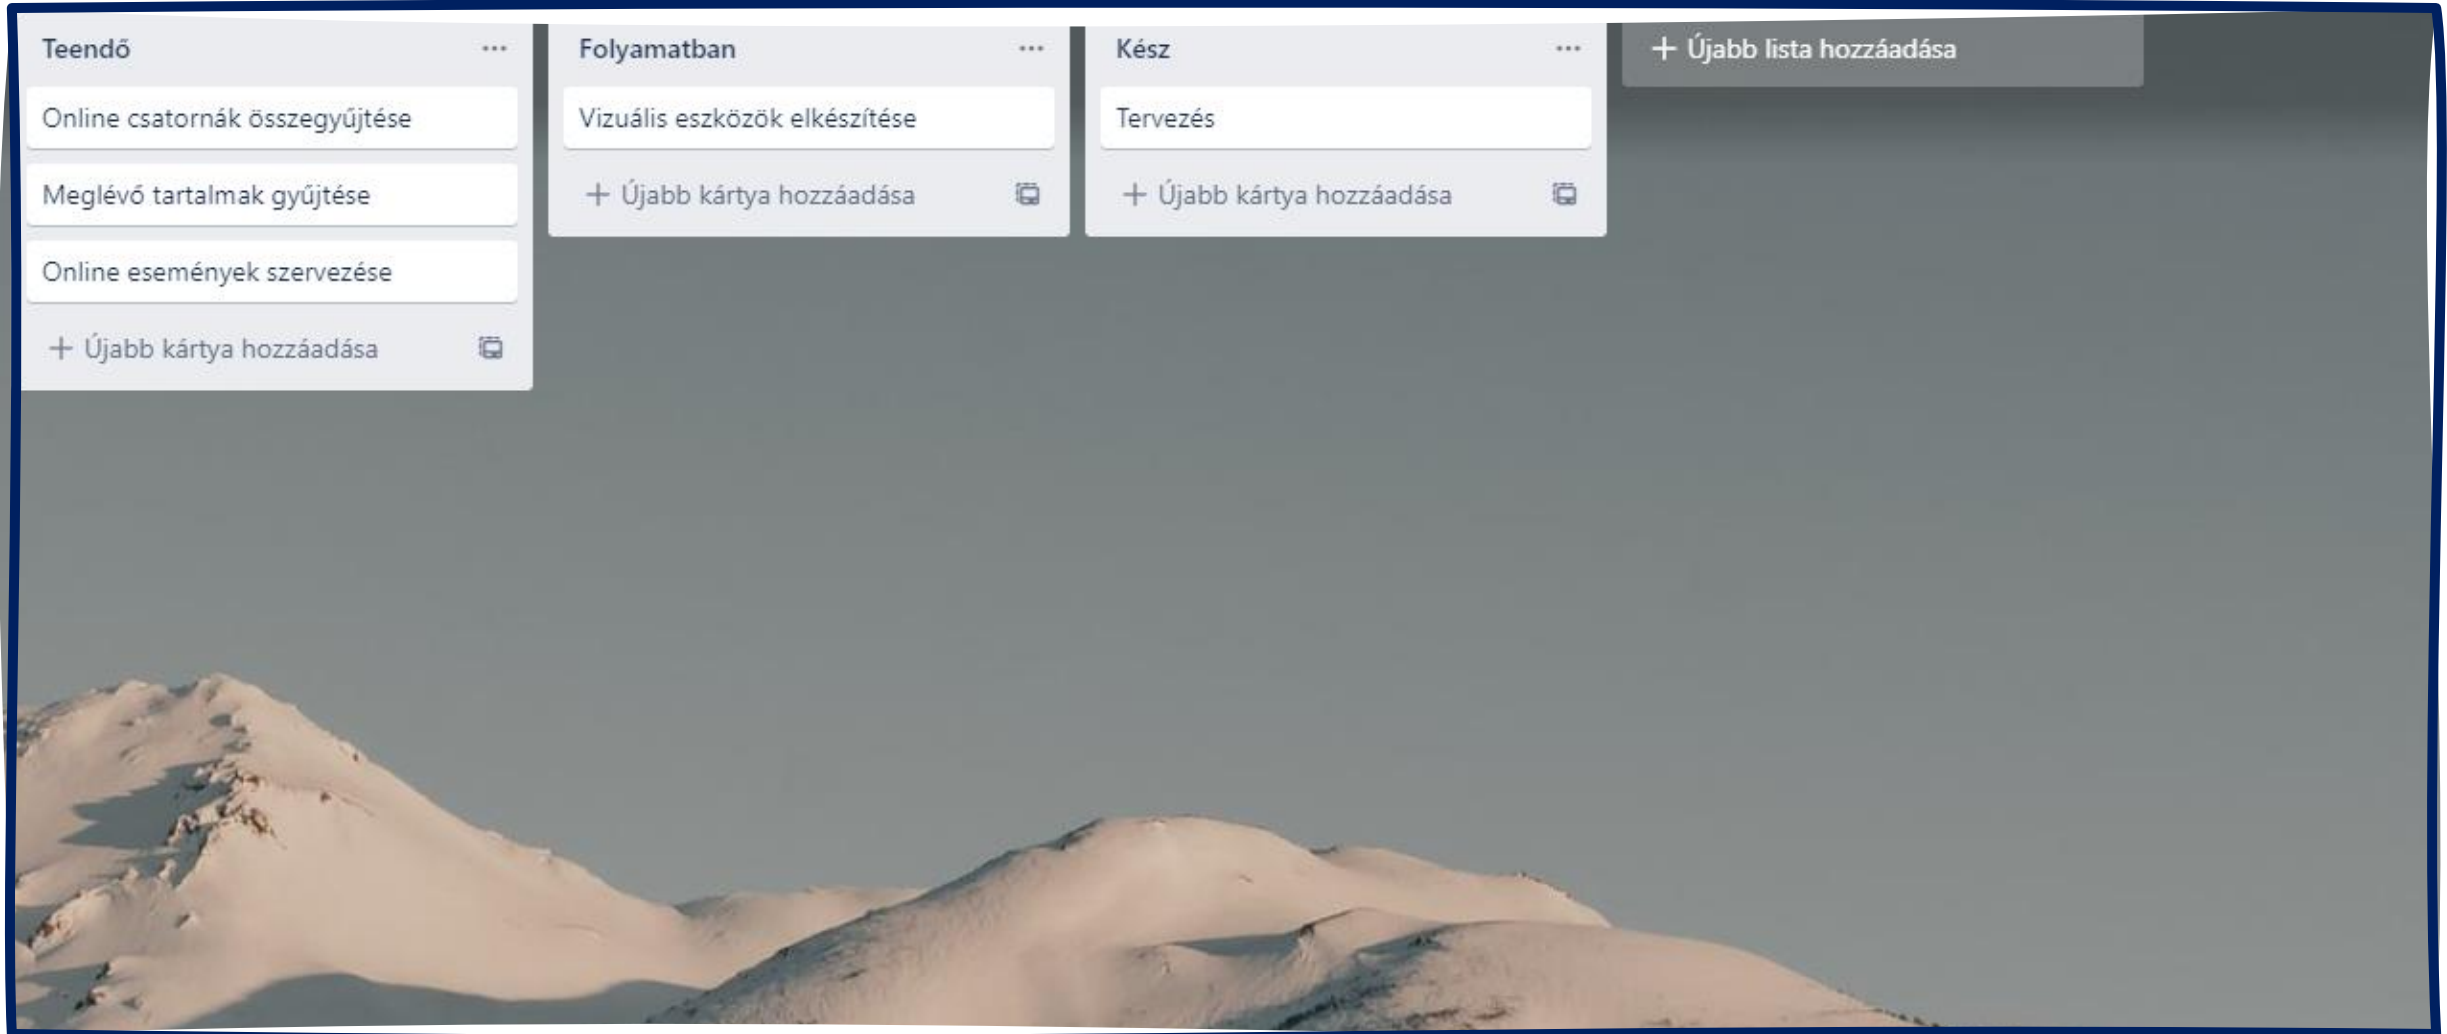 Teendő
Online csatornák összegyűjtése
Meglévő tartalmak gyűjtése
Online események szervezése
+ Újabb kártya hozzáadása
Folyamatban
Vizuális eszközök elkészítése
+ Újabb kártya hozzáadása
Kész
Tervezés
+ Újabb kártya hozzáadása
+ Újabb lista hozzáadása